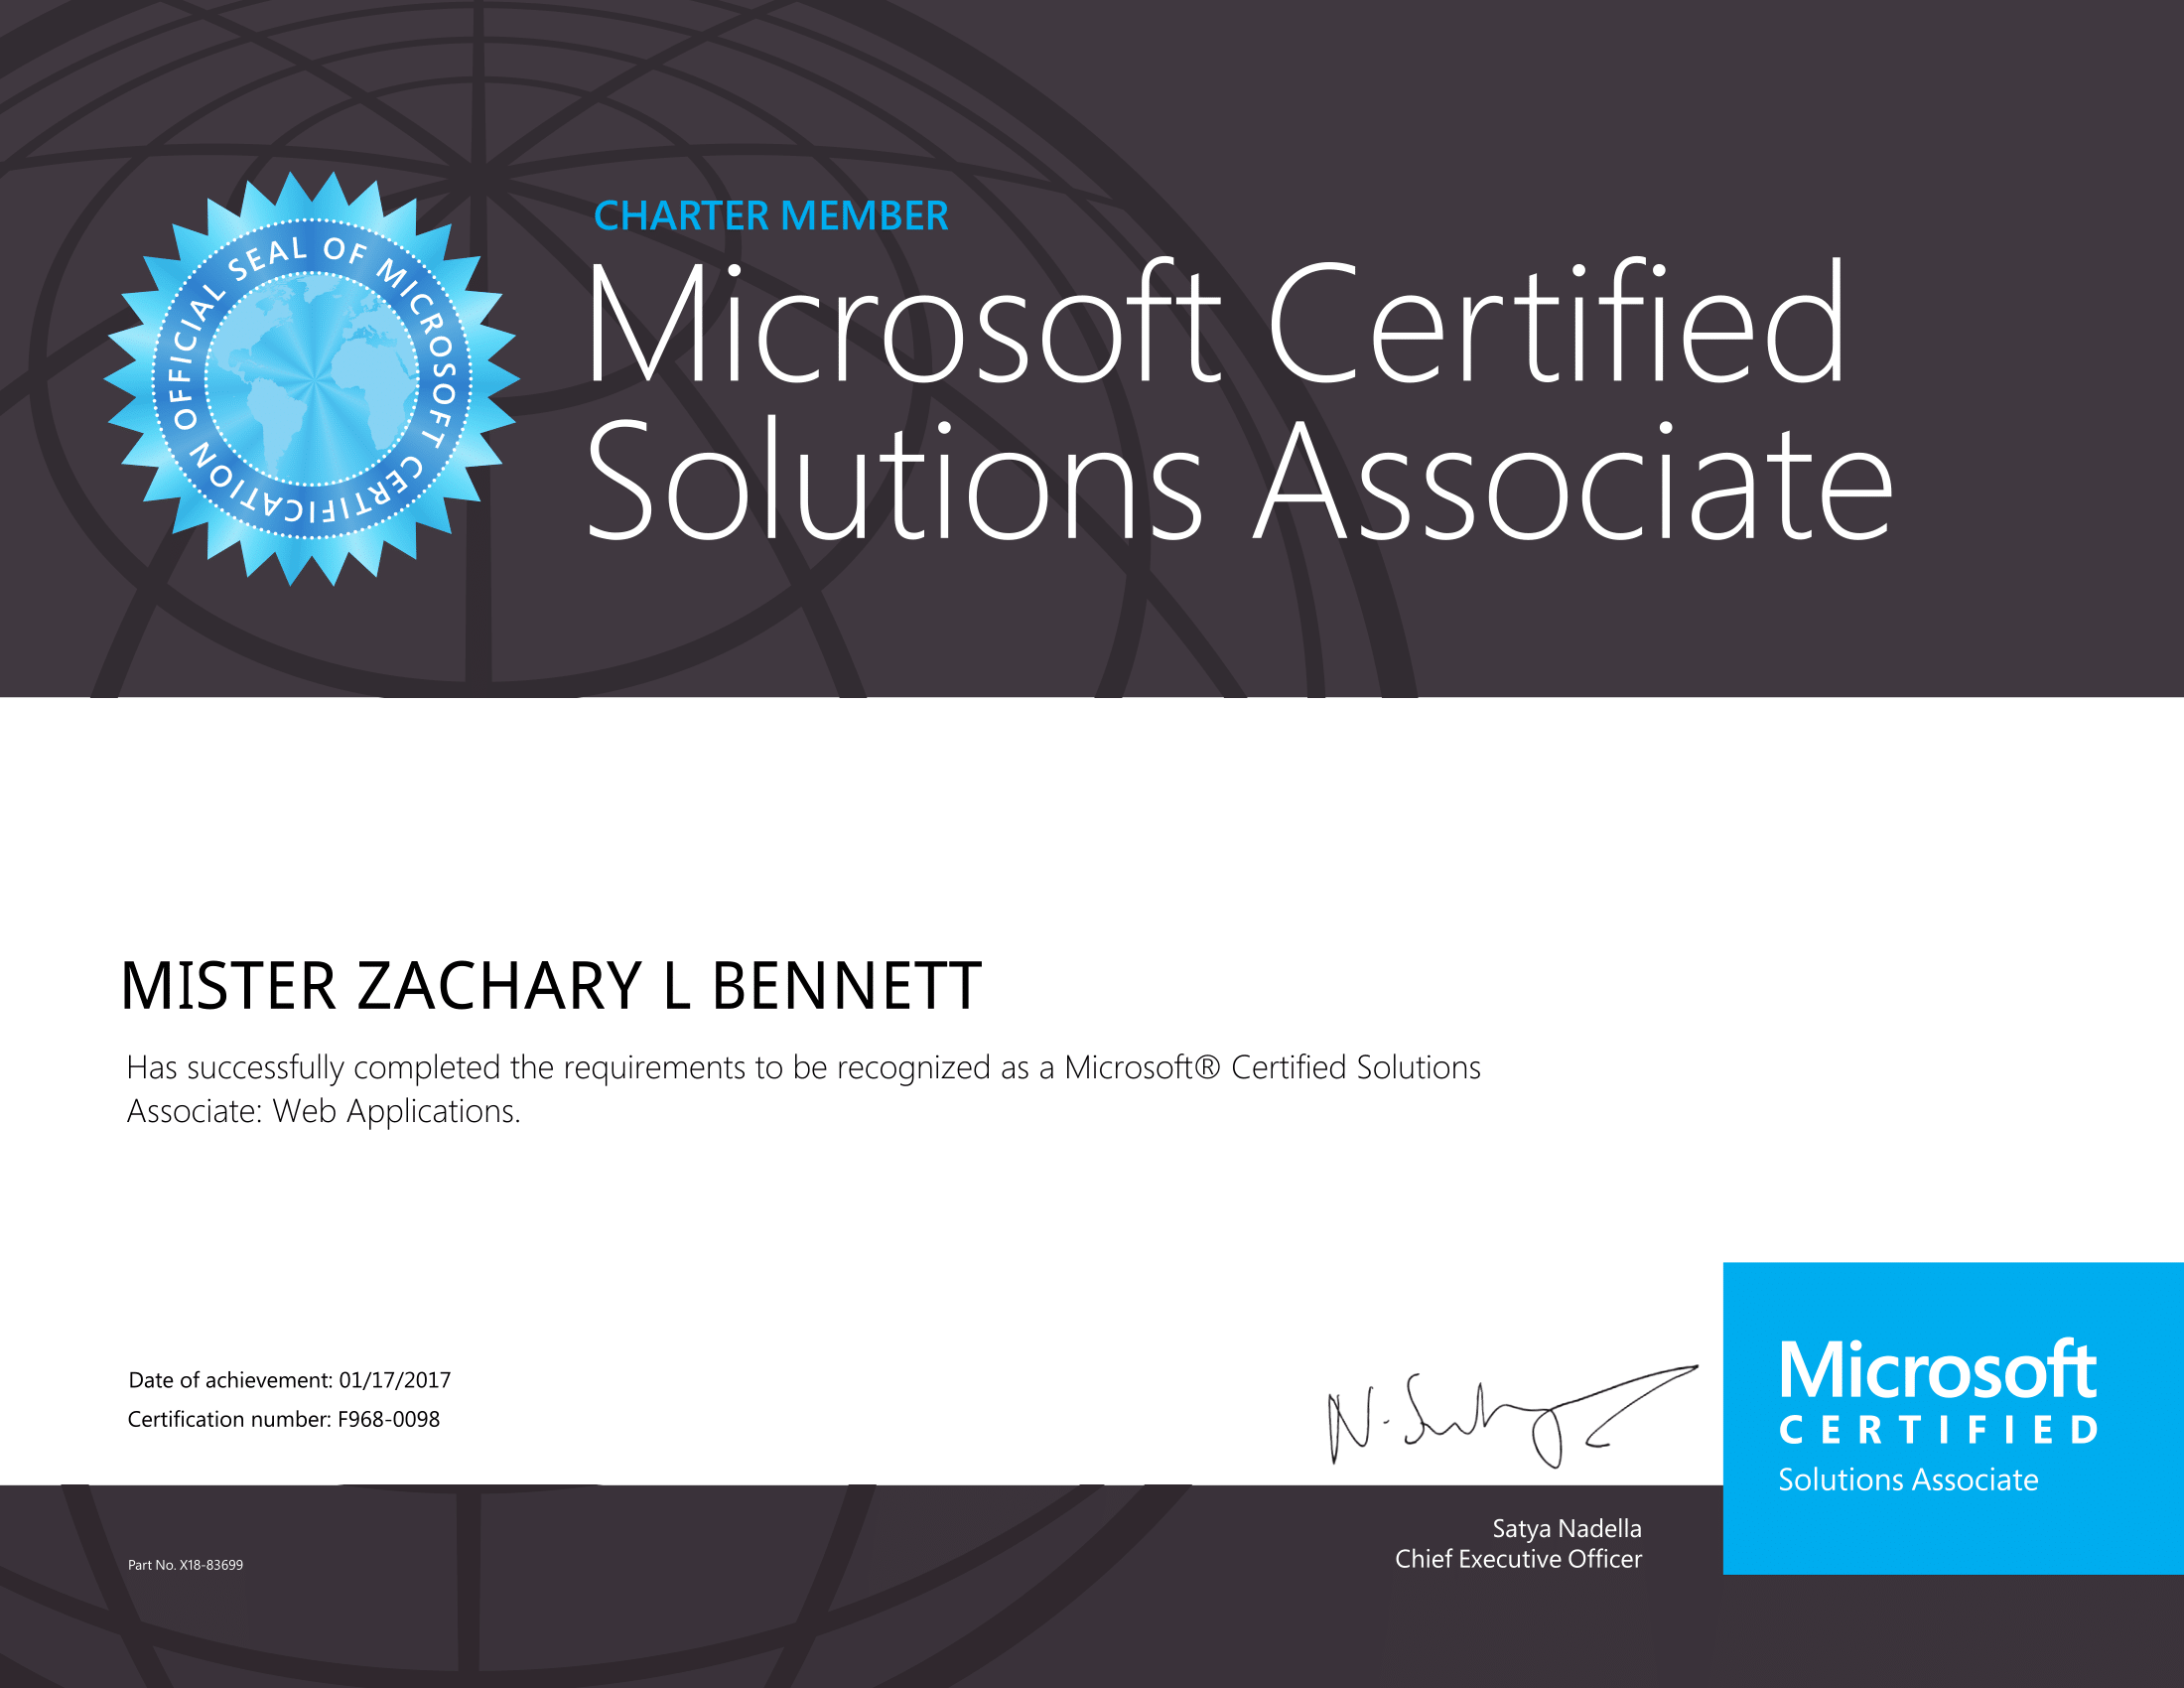 CHARTER MEMBER
Microsoft Certified
Solutions Associate
OFFICIAL SEAL OF MICROSOFT CERTIFICATION
MISTER ZACHARY L BENNETT
Has successfully completed the requirements to be recognized as a Microsoft® Certified Solutions
Associate: Web Applications.
Date of achievement: 01/17/2017
Certification number: F968-0098
Microsoft
CERTIFIED
Solutions Associate
Satya Nadella
Chief Executive Officer
Part No. X18-83699